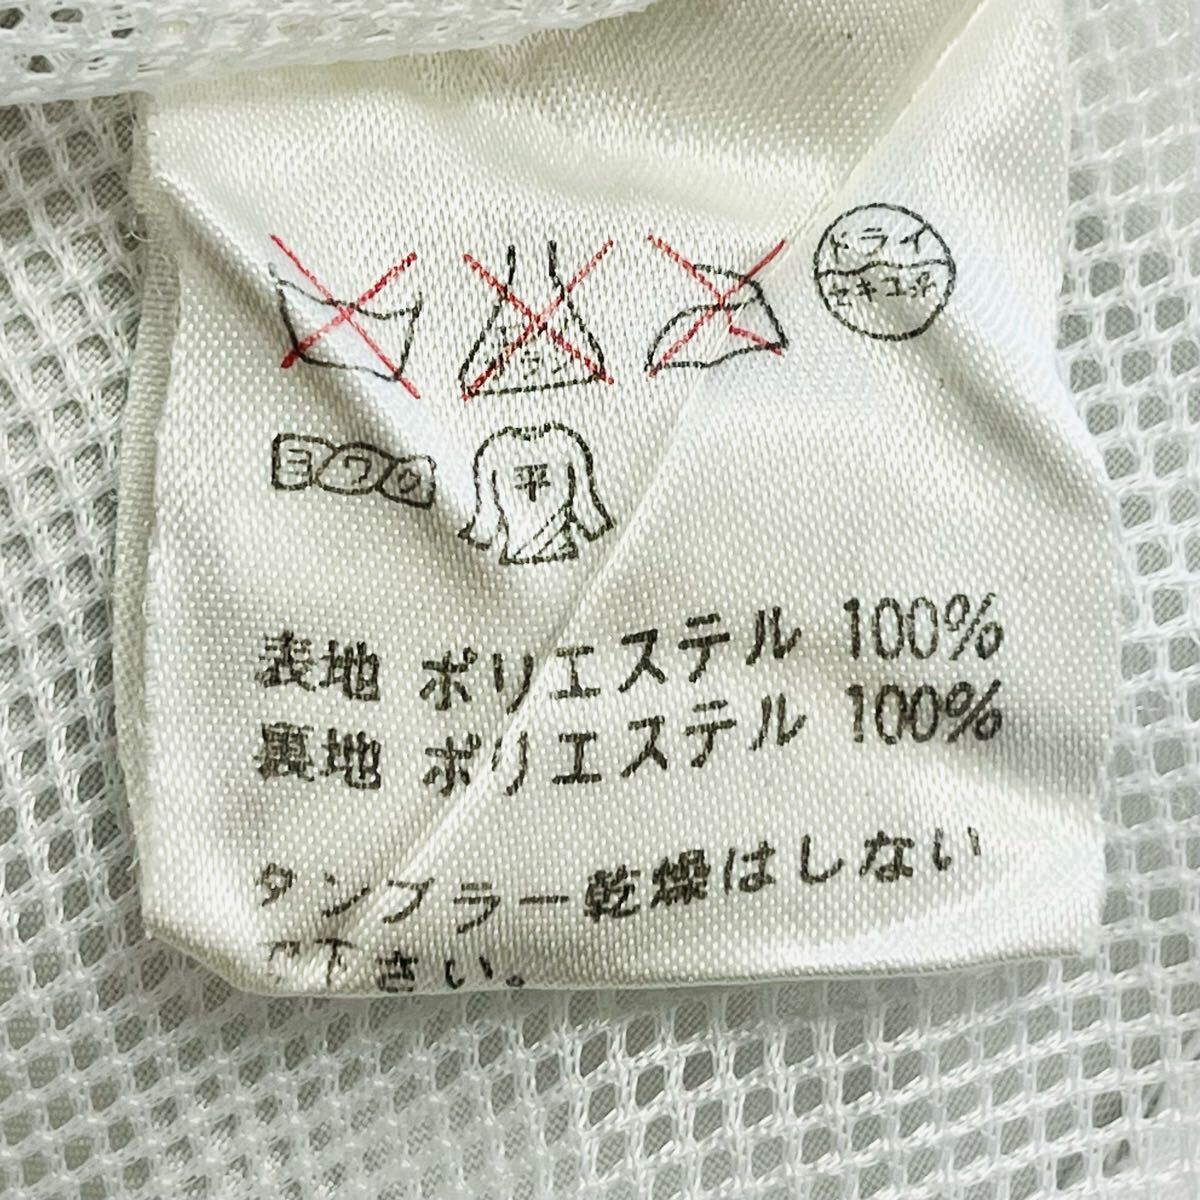 ドライ
セキユ系
ヨワク
平
表地 ポリエステル 100%
裏地 ポリエステル 100%
タンブラー乾燥はしない
で下さい。